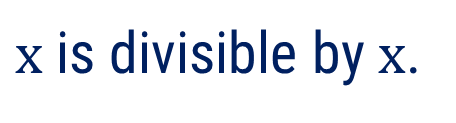 x is divisible by x.